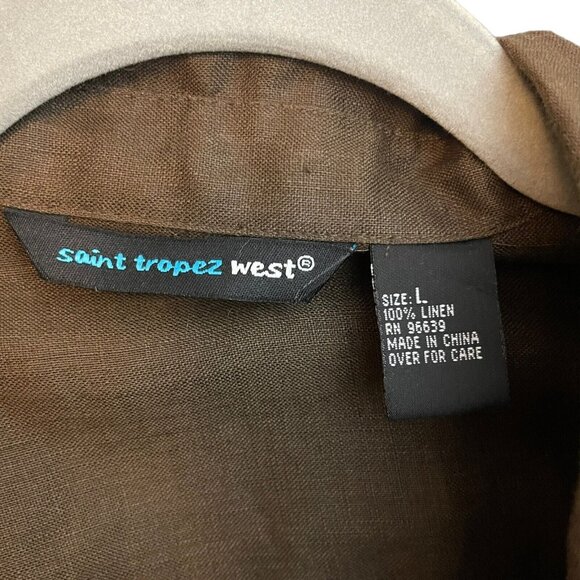 saint tropez west®
SIZE: L
100% LINEN
RN 96639
MADE IN CHINA
OVER FOR CARE